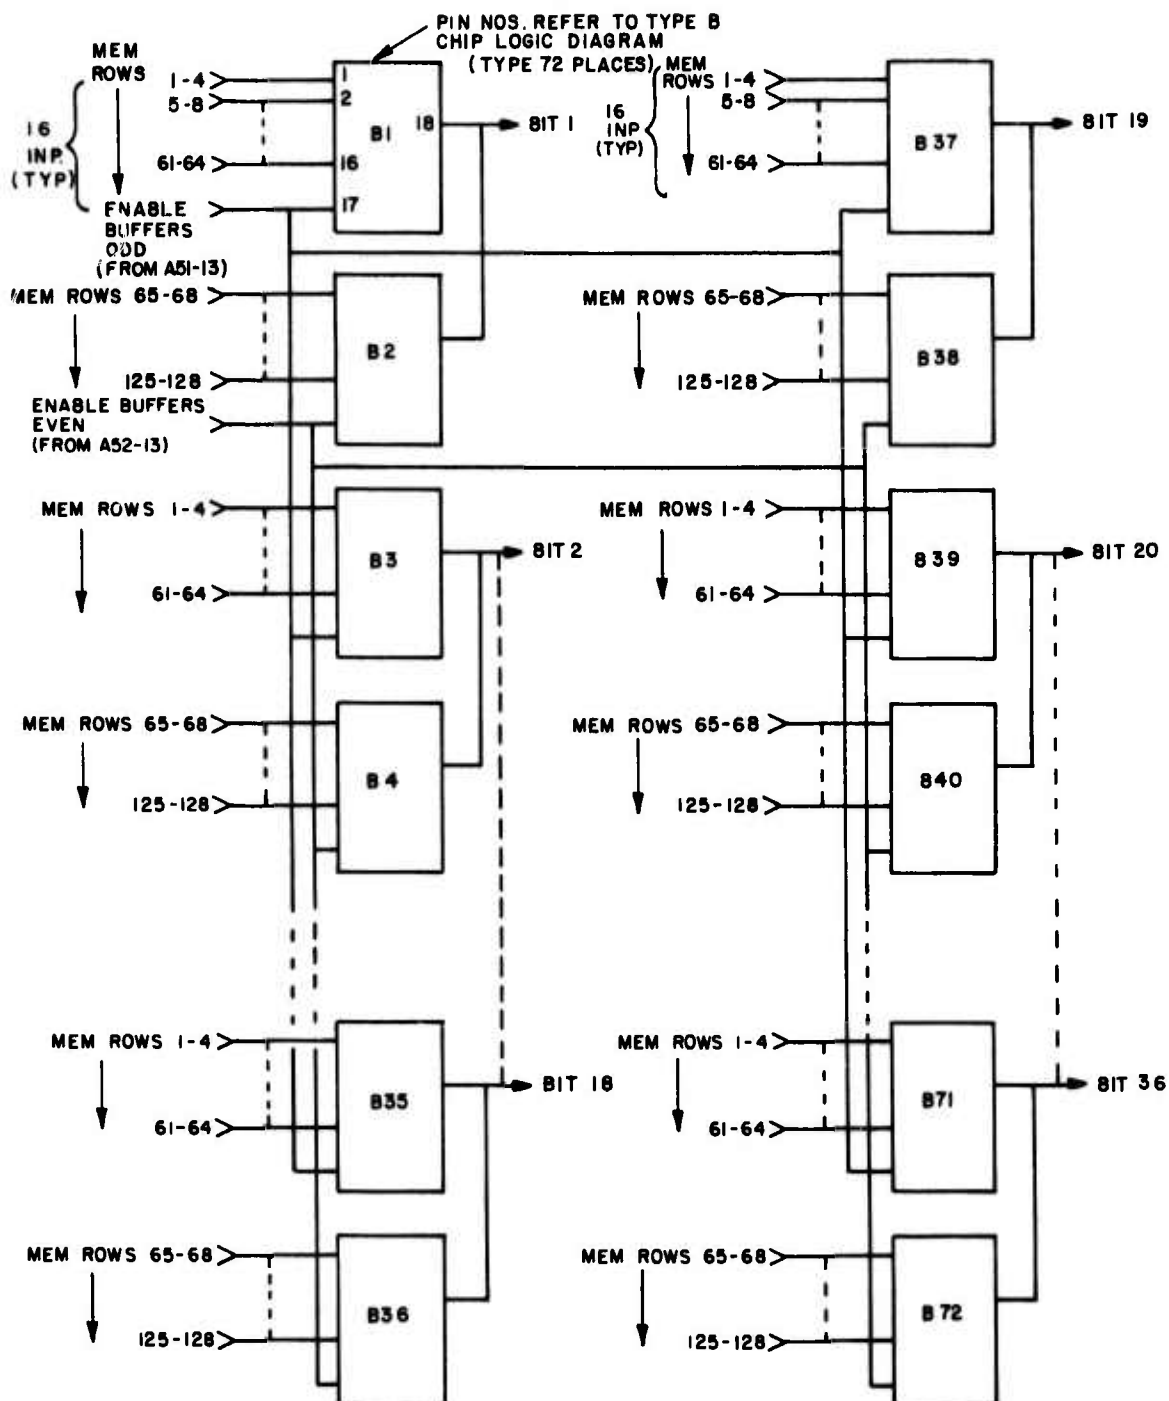 PIN NOS. REFER TO TYPE B
CHIP LOGIC DIAGRAM
(TYPE 72 PLACES)
MEM
ROWS
1-4
5-8
16
INP.
(TYP)
61-64
ENABLE
BUFFERS
ODD
(FROM A51-13)
1
2
16
17
B1
18
BIT 1
MEM ROWS 65-68
125-128
ENABLE BUFFERS
EVEN
(FROM A52-13)
B2
MEM ROWS 1-4
61-64
B3
BIT 2
MEM ROWS 65-68
125-128
B4
MEM ROWS 1-4
61-64
B35
BIT 18
MEM ROWS 65-68
125-128
B36
MEM
ROWS 1-4
5-8
16
INP
(TYP)
61-64
B37
BIT 19
MEM ROWS 65-68
125-128
B38
MEM ROWS 1-4
61-64
B39
BIT 20
MEM ROWS 65-68
125-128
B40
MEM ROWS 1-4
61-64
B71
BIT 36
MEM ROWS 65-68
125-128
B72